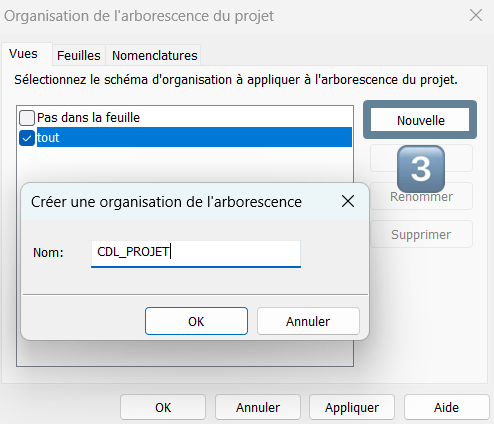 Organisation de l'arborescence du projet
Vues
Feuilles
Nomenclatures
Sélectionnez le schéma d'organisation à appliquer à l'arborescence du projet.
Pas dans la feuille
tout
Nouvelle
3
Renommer
Supprimer
Créer une organisation de l'arborescence
Nom:
CDL_PROJET
OK
Annuler
OK
Annuler
Appliquer
Aide